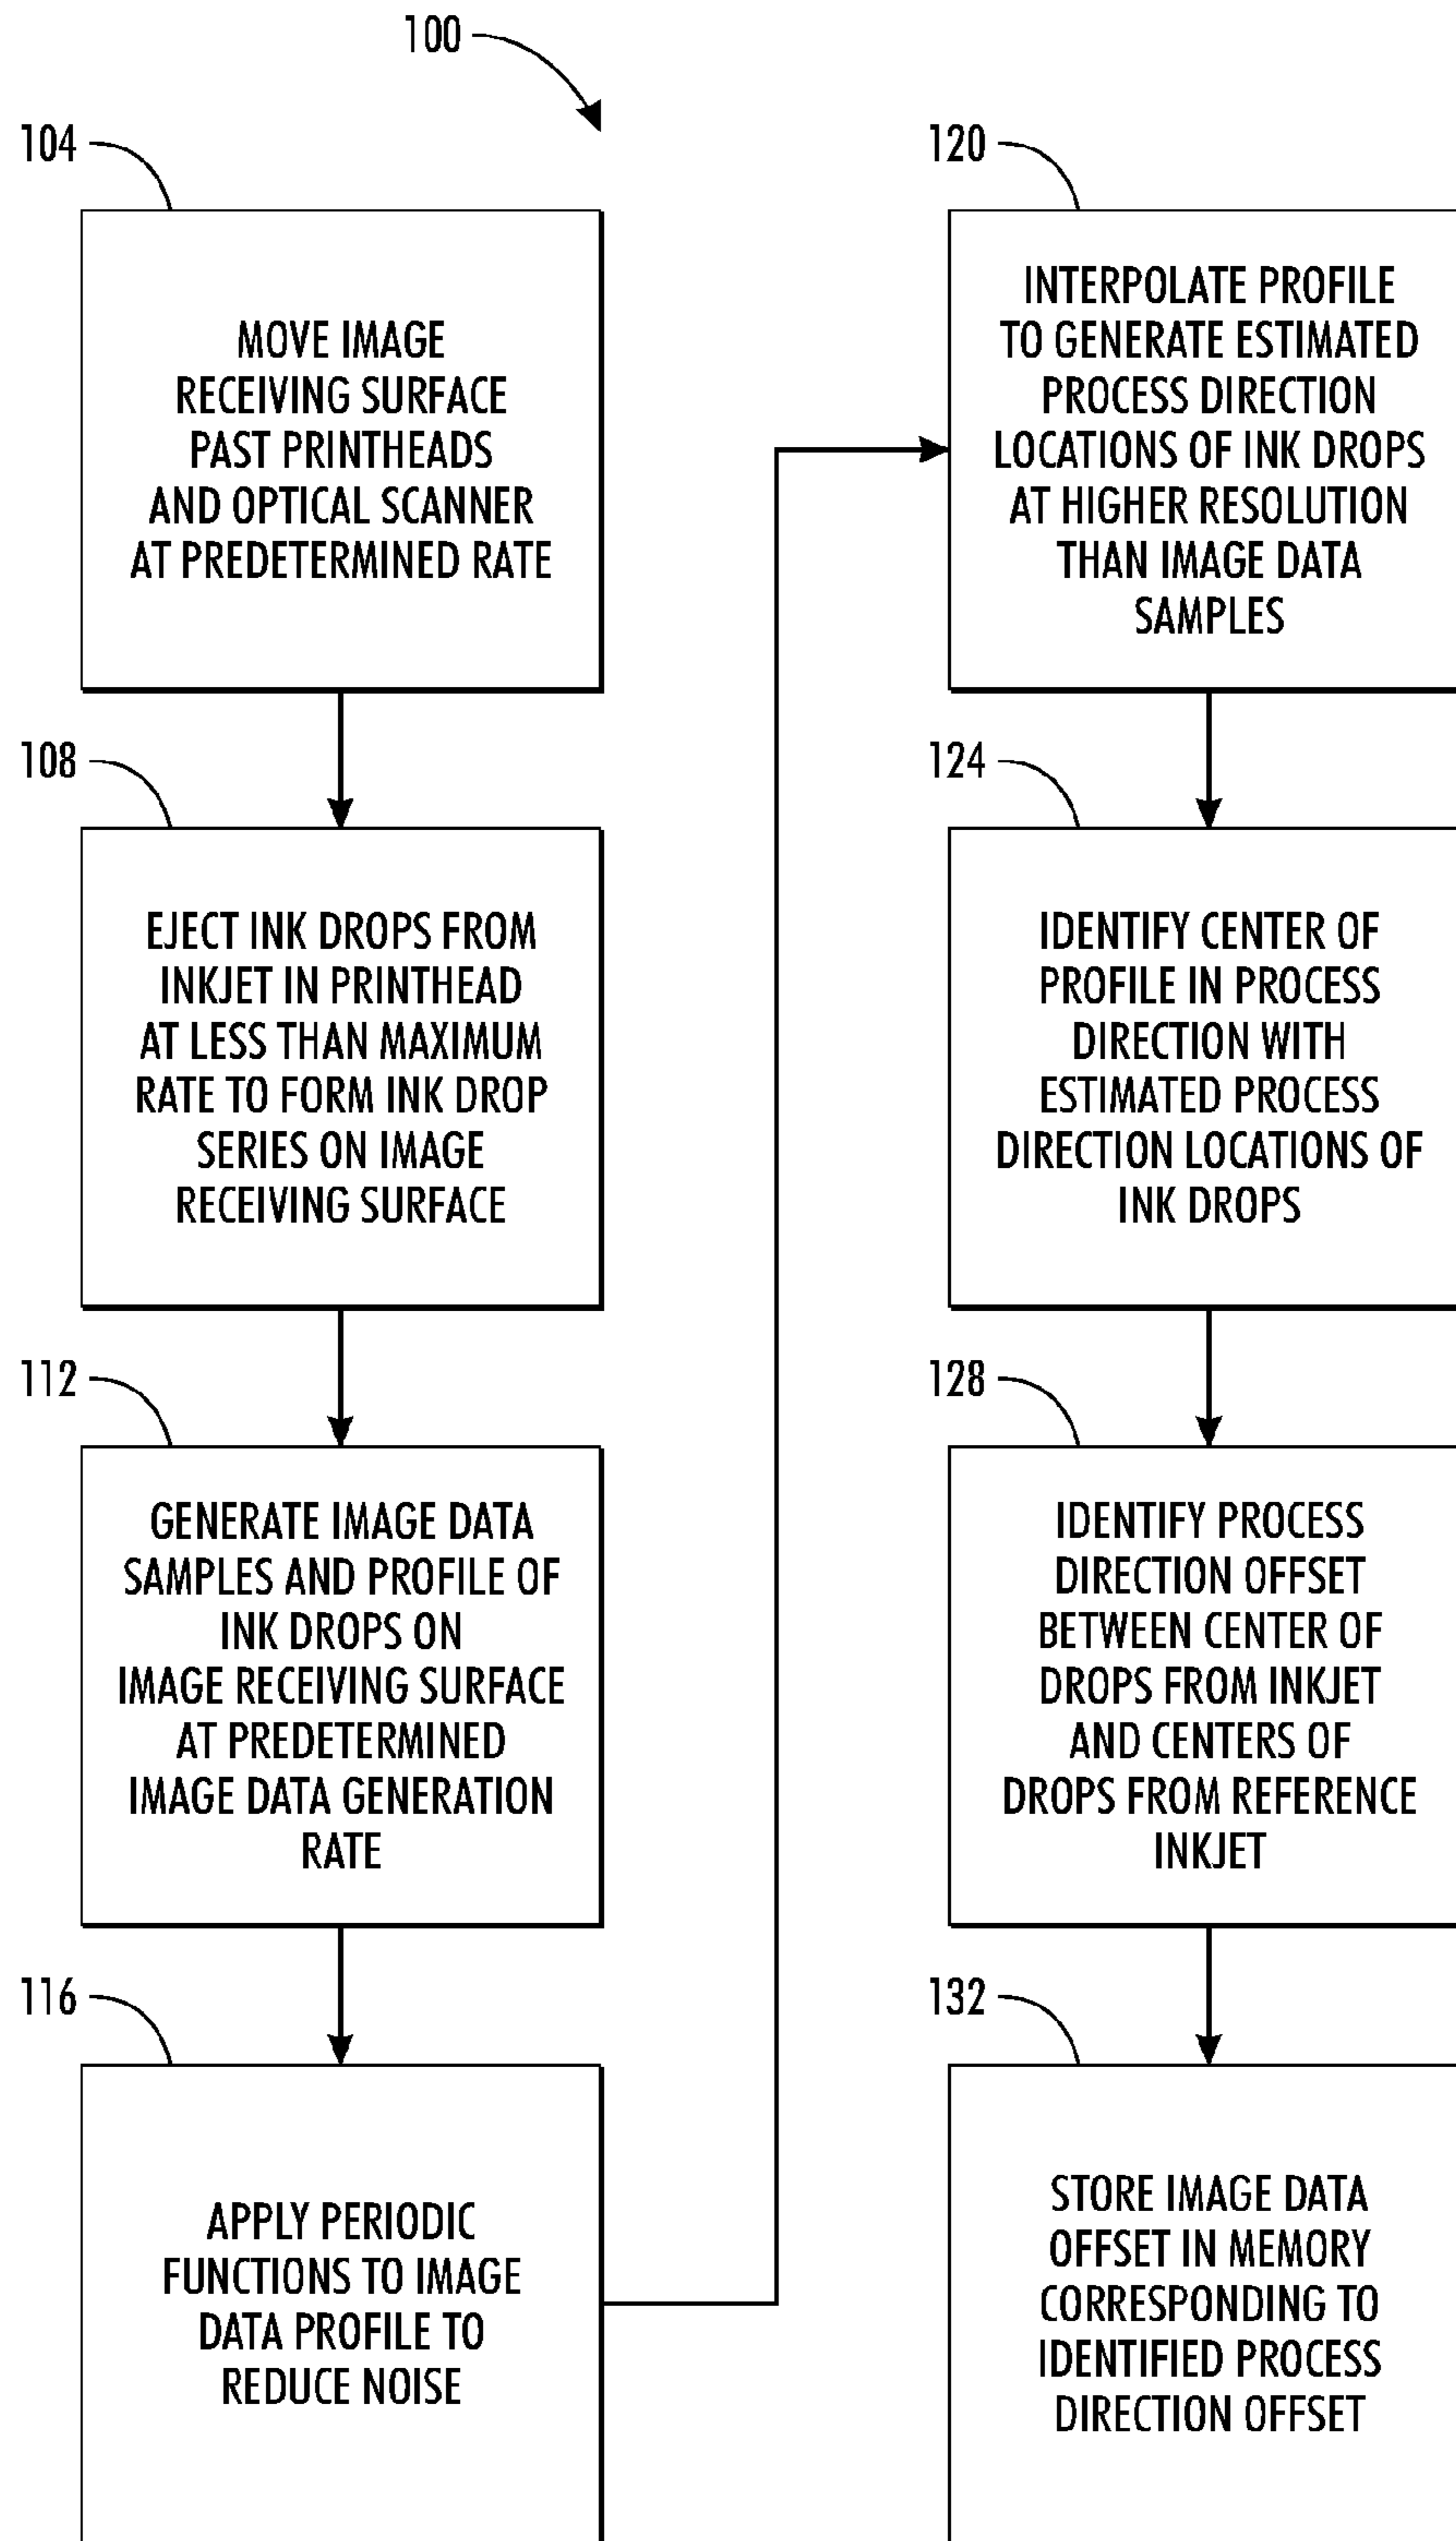 100
104
MOVE IMAGE
RECEIVING SURFACE
PAST PRINTHEADS
AND OPTICAL SCANNER
AT PREDETERMINED RATE
108
EJECT INK DROPS FROM
INKJET IN PRINTHEAD
AT LESS THAN MAXIMUM
RATE TO FORM INK DROP
SERIES ON IMAGE
RECEIVING SURFACE
112
GENERATE IMAGE DATA
SAMPLES AND PROFILE OF
INK DROPS ON
IMAGE RECEIVING SURFACE
AT PREDETERMINED
IMAGE DATA GENERATION
RATE
116
APPLY PERIODIC
FUNCTIONS TO IMAGE
DATA PROFILE TO
REDUCE NOISE
120
INTERPOLATE PROFILE
TO GENERATE ESTIMATED
PROCESS DIRECTION
LOCATIONS OF INK DROPS
AT HIGHER RESOLUTION
THAN IMAGE DATA
SAMPLES
124
IDENTIFY CENTER OF
PROFILE IN PROCESS
DIRECTION WITH
ESTIMATED PROCESS
DIRECTION LOCATIONS OF
INK DROPS
128
IDENTIFY PROCESS
DIRECTION OFFSET
BETWEEN CENTER OF
DROPS FROM INKJET
AND CENTERS OF
DROPS FROM REFERENCE
INKJET
132
STORE IMAGE DATA
OFFSET IN MEMORY
CORRESPONDING TO
IDENTIFIED PROCESS
DIRECTION OFFSET